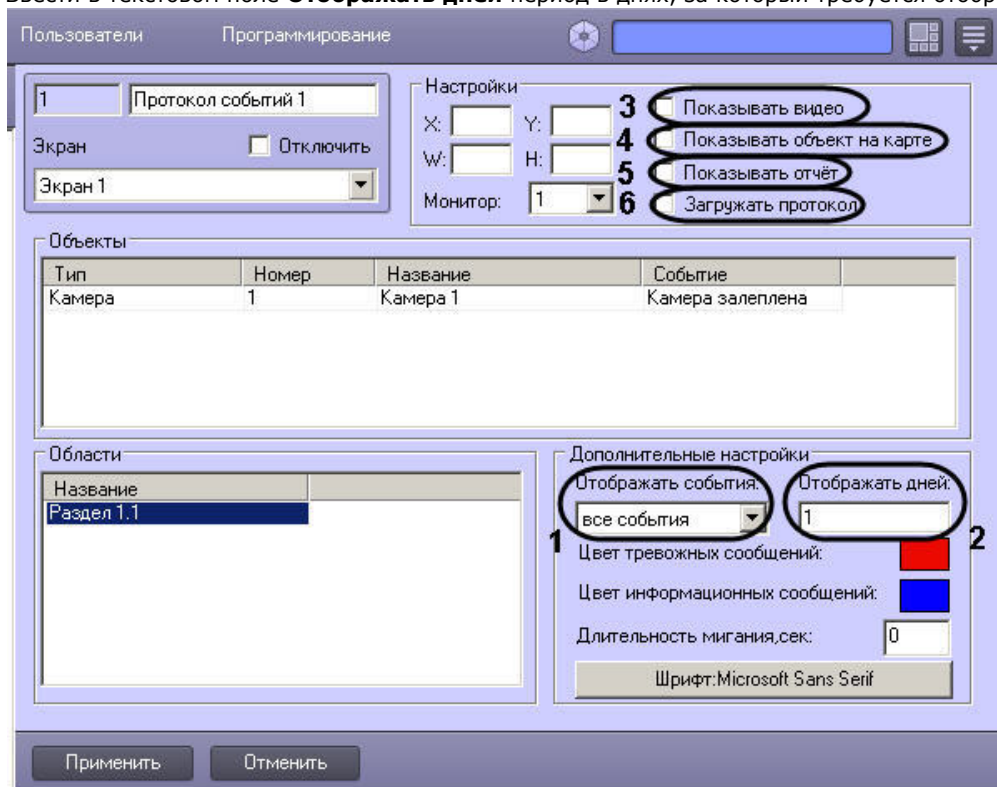 Ввести в текстовом поле Отображать дней период в днях, за который требуется отобр
Пользователи Программирование
1 Протокол событий 1
Экран Отключить
Экран 1
Настройки
X: Y:
W: H:
Монитор: 1
3 Показывать видео
4 Показывать объект на карте
5 Показывать отчёт
6 Загружать протокол
Объекты
Тип Номер Название Событие
Камера 1 Камера 1 Камера залеплена
Области
Название
Раздел 1.1
Дополнительные настройки
Отображать события: Отображать дней:
все события 1
1 2
Цвет тревожных сообщений:
Цвет информационных сообщений:
Длительность мигания,сек: 0
Шрифт:Microsoft Sans Serif
Применить Отменить